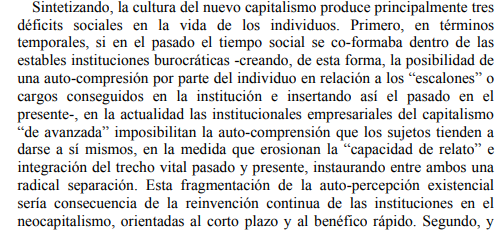 Sintetizando, la cultura del nuevo capitalismo produce principalmente tres
déficits sociales en la vida de los individuos. Primero, en términos
temporales, si en el pasado el tiempo social se co-formaba dentro de las
estables instituciones burocráticas -creando, de esta forma, la posibilidad de
una auto-compresión por parte del individuo en relación a los “escalones” o
cargos conseguidos en la institución e insertando así el pasado en el
presente-, en la actualidad las institucionales empresariales del capitalismo
“de avanzada” imposibilitan la auto-comprensión que los sujetos tienden a
darse a sí mismos, en la medida que erosionan la “capacidad de relato” e
integración del trecho vital pasado y presente, instaurando entre ambos una
radical separación. Esta fragmentación de la auto-percepción existencial
sería consecuencia de la reinvención continua de las instituciones en el
neocapitalismo, orientadas al corto plazo y al benéfico rápido. Segundo, y